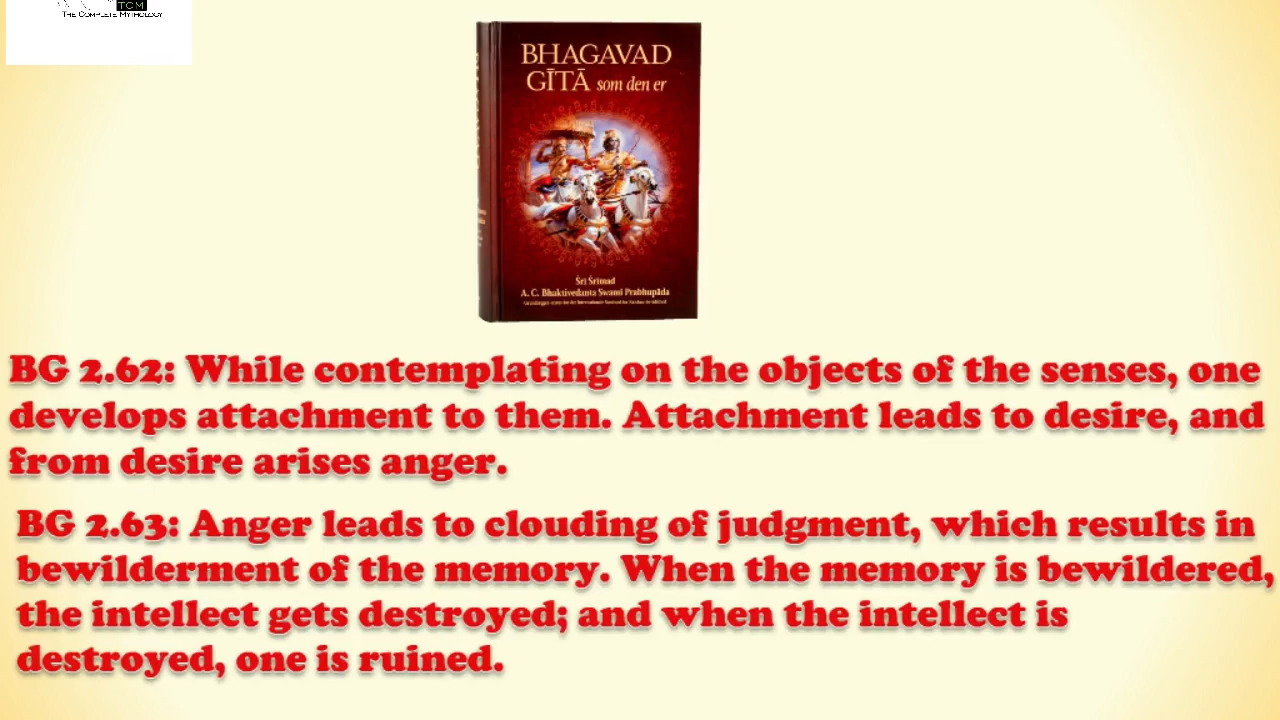 TCM
THE COMPLETE MYTHOLOGY
BHAGAVAD
GĪTĀ som den er
Śrī Śrīmad
A. C. Bhaktivedanta Swami Prabhupāda
BG 2.62: While contemplating on the objects of the senses, one
develops attachment to them. Attachment leads to desire, and
from desire arises anger.
BG 2.63: Anger leads to clouding of judgment, which results in
bewilderment of the memory. When the memory is bewildered,
the intellect gets destroyed; and when the intellect is
destroyed, one is ruined.